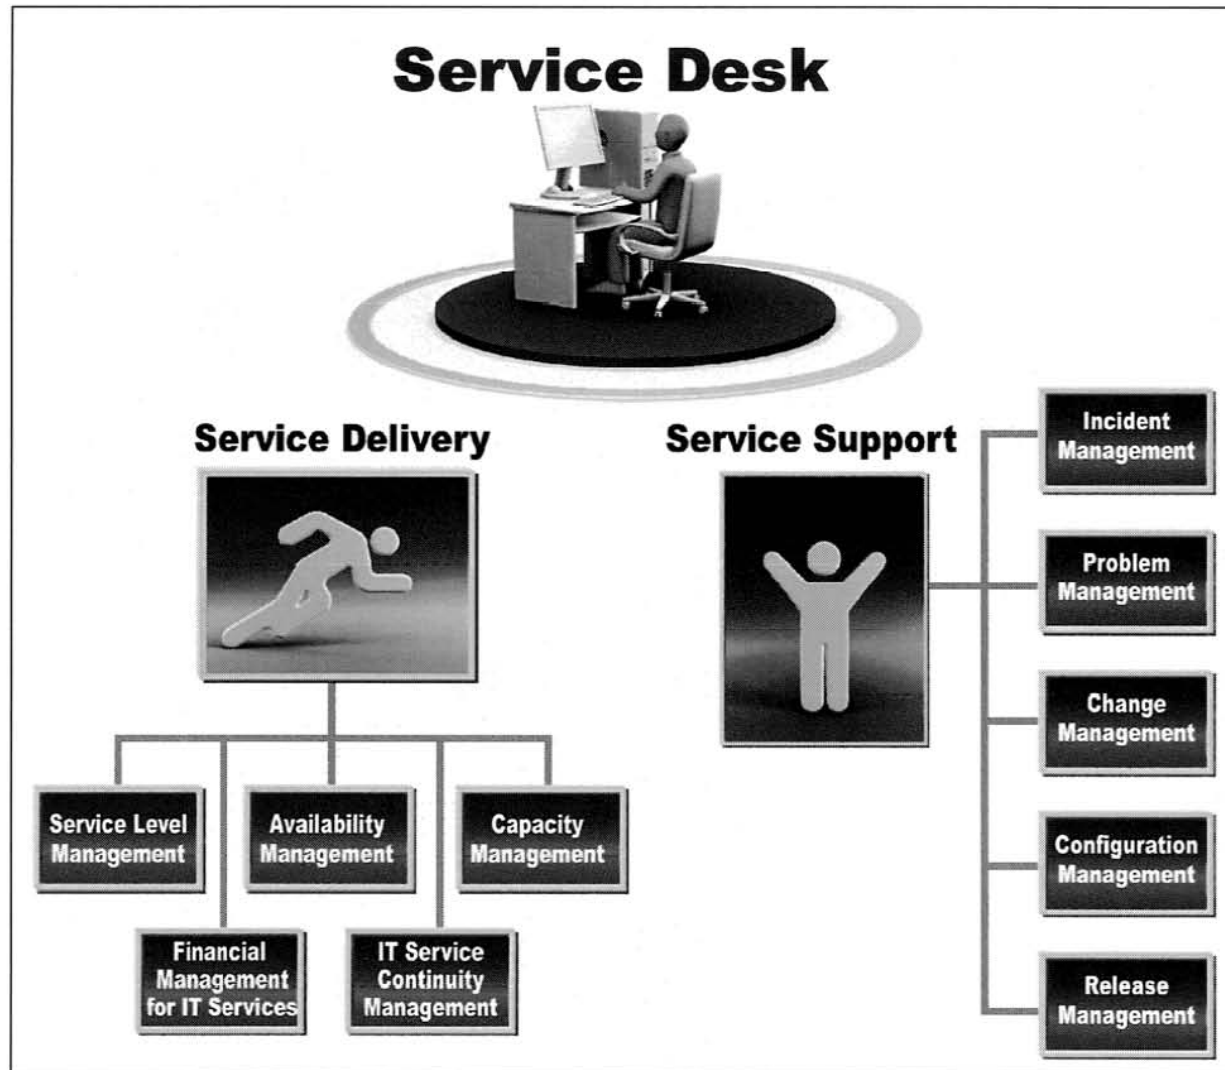 Service Desk
Service Delivery
Service Level
Management
Availability
Management
Capacity
Management
Financial
Management
for IT Services
IT Service
Continuity
Management
Service Support
Incident
Management
Problem
Management
Change
Management
Configuration
Management
Release
Management